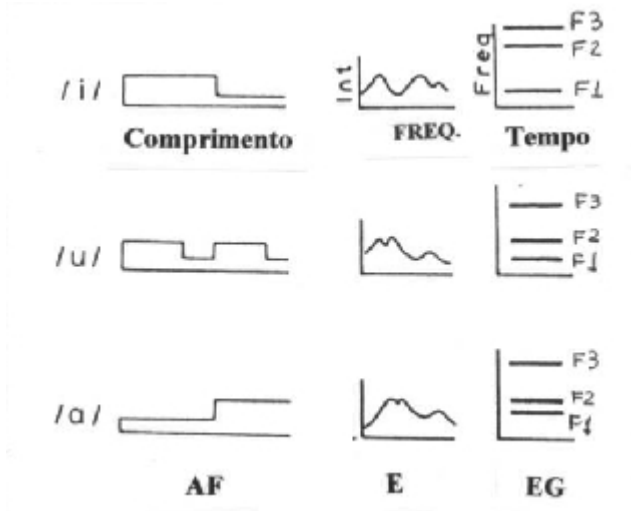 F3
F2
F1
Freq
Int
/i/
Comprimento
FREQ.
Tempo
/u/
F3
F2
F1
/a/
F3
F2
F1
AF
E
EG